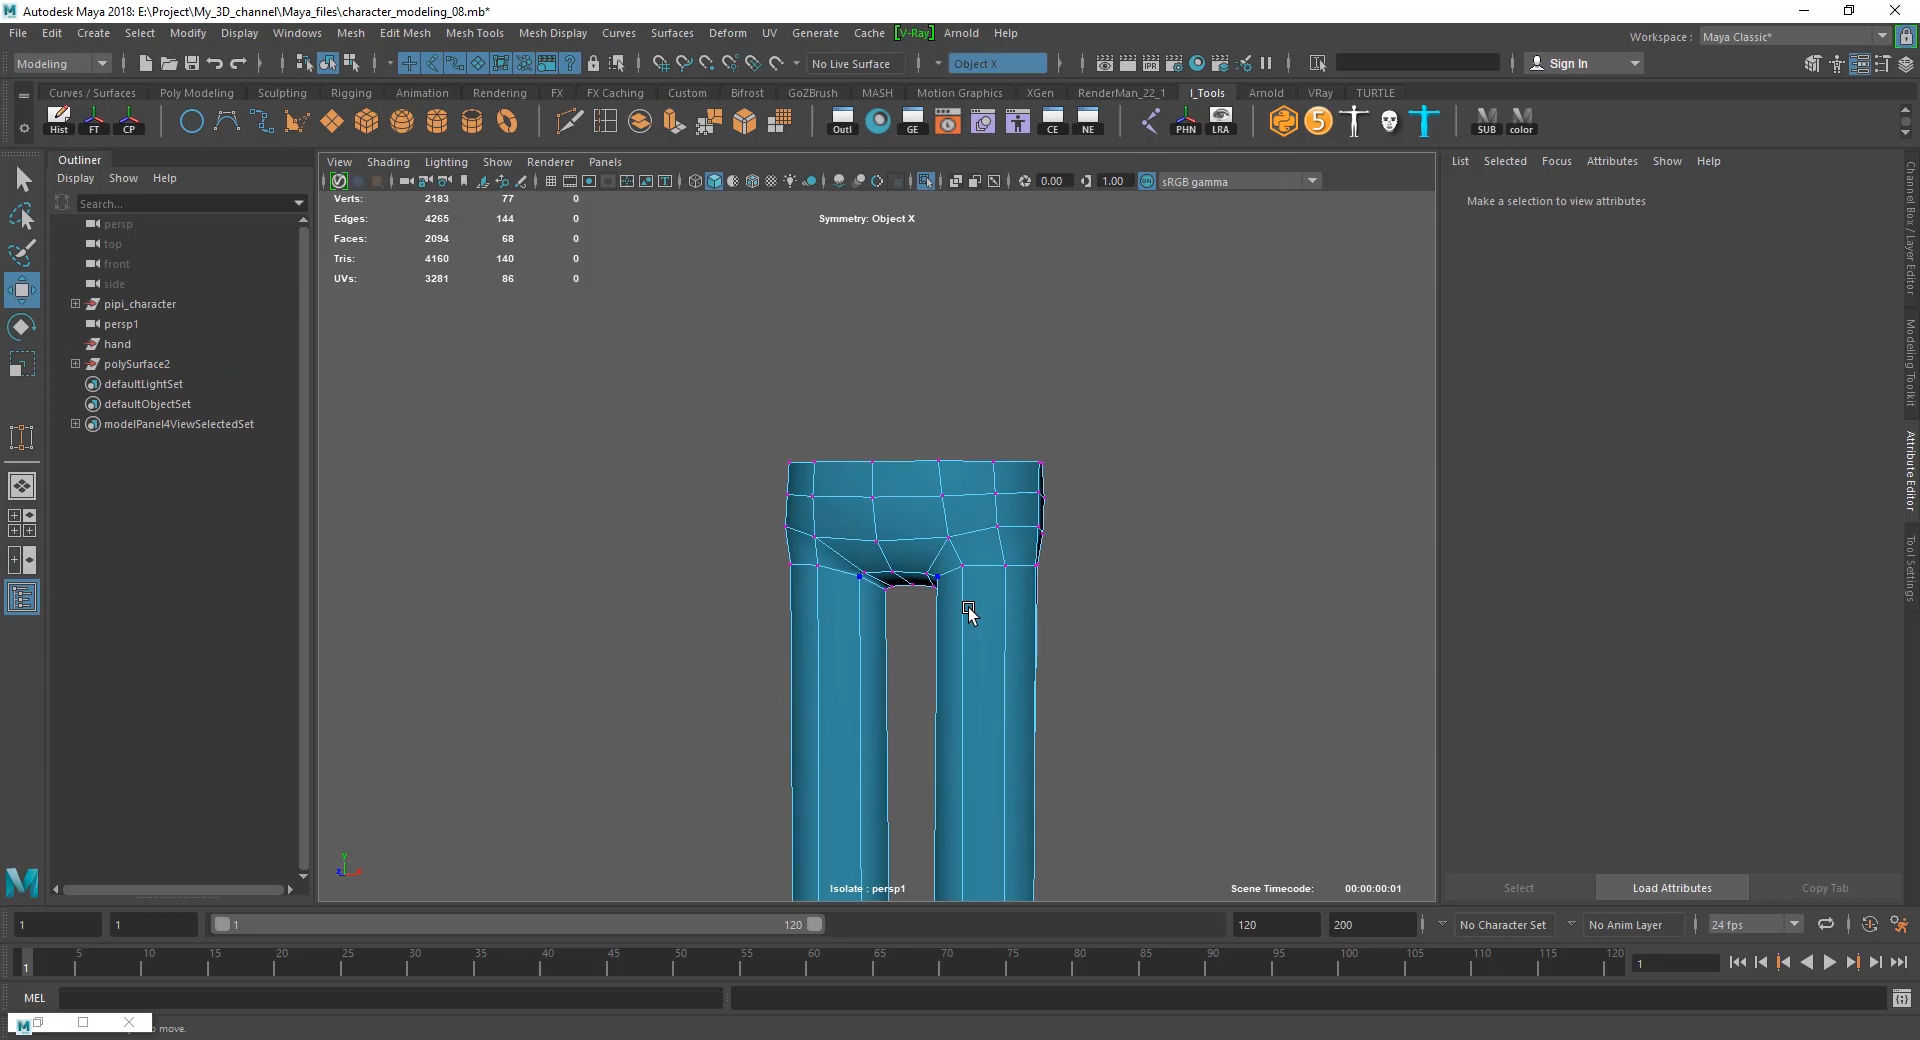 Autodesk Maya 2018: E:\Project\My_3D_channel\Maya_files\character_modeling_08.mb*
File Edit Create Select Modify Display Windows Mesh Edit Mesh Mesh Tools Mesh Display Curves Surfaces Deform UV Generate Cache [V-Ray] Arnold Help
Workspace : Maya Classic*
Modeling No Live Surface Object X Sign In
Curves / Surfaces Poly Modeling Sculpting Rigging Animation Rendering FX FX Caching Custom Bifrost GoZBrush MASH Motion Graphics XGen RenderMan_22_1 I_Tools Arnold VRay TURTLE
Hist FT CP Outl GE CE NE PHN LRA 5 SUB color
Outliner
Display Show Help
Search...
persp
top
front
side
pipi_character
persp1
hand
polySurface2
defaultLightSet
defaultObjectSet
modelPanel4ViewSelectedSet
View Shading Lighting Show Renderer Panels
0.00 1.00 ON sRGB gamma
Verts: 2183 77 0
Edges: 4265 144 0
Faces: 2094 68 0
Tris: 4160 140 0
UVs: 3281 86 0
Symmetry: Object X
y
Isolate : persp1
Scene Timecode: 00:00:00:01
List Selected Focus Attributes Show Help
Make a selection to view attributes
Channel Box / Layer Editor
Modeling Toolkit
Attribute Editor
Tool Settings
Select Load Attributes Copy Tab
1 1 1 120 120 200 No Character Set No Anim Layer 24 fps
1 5 10 15 20 25 30 35 40 45 50 55 60 65 70 75 80 85 90 95 100 105 110 115 120 1
MEL
o move.